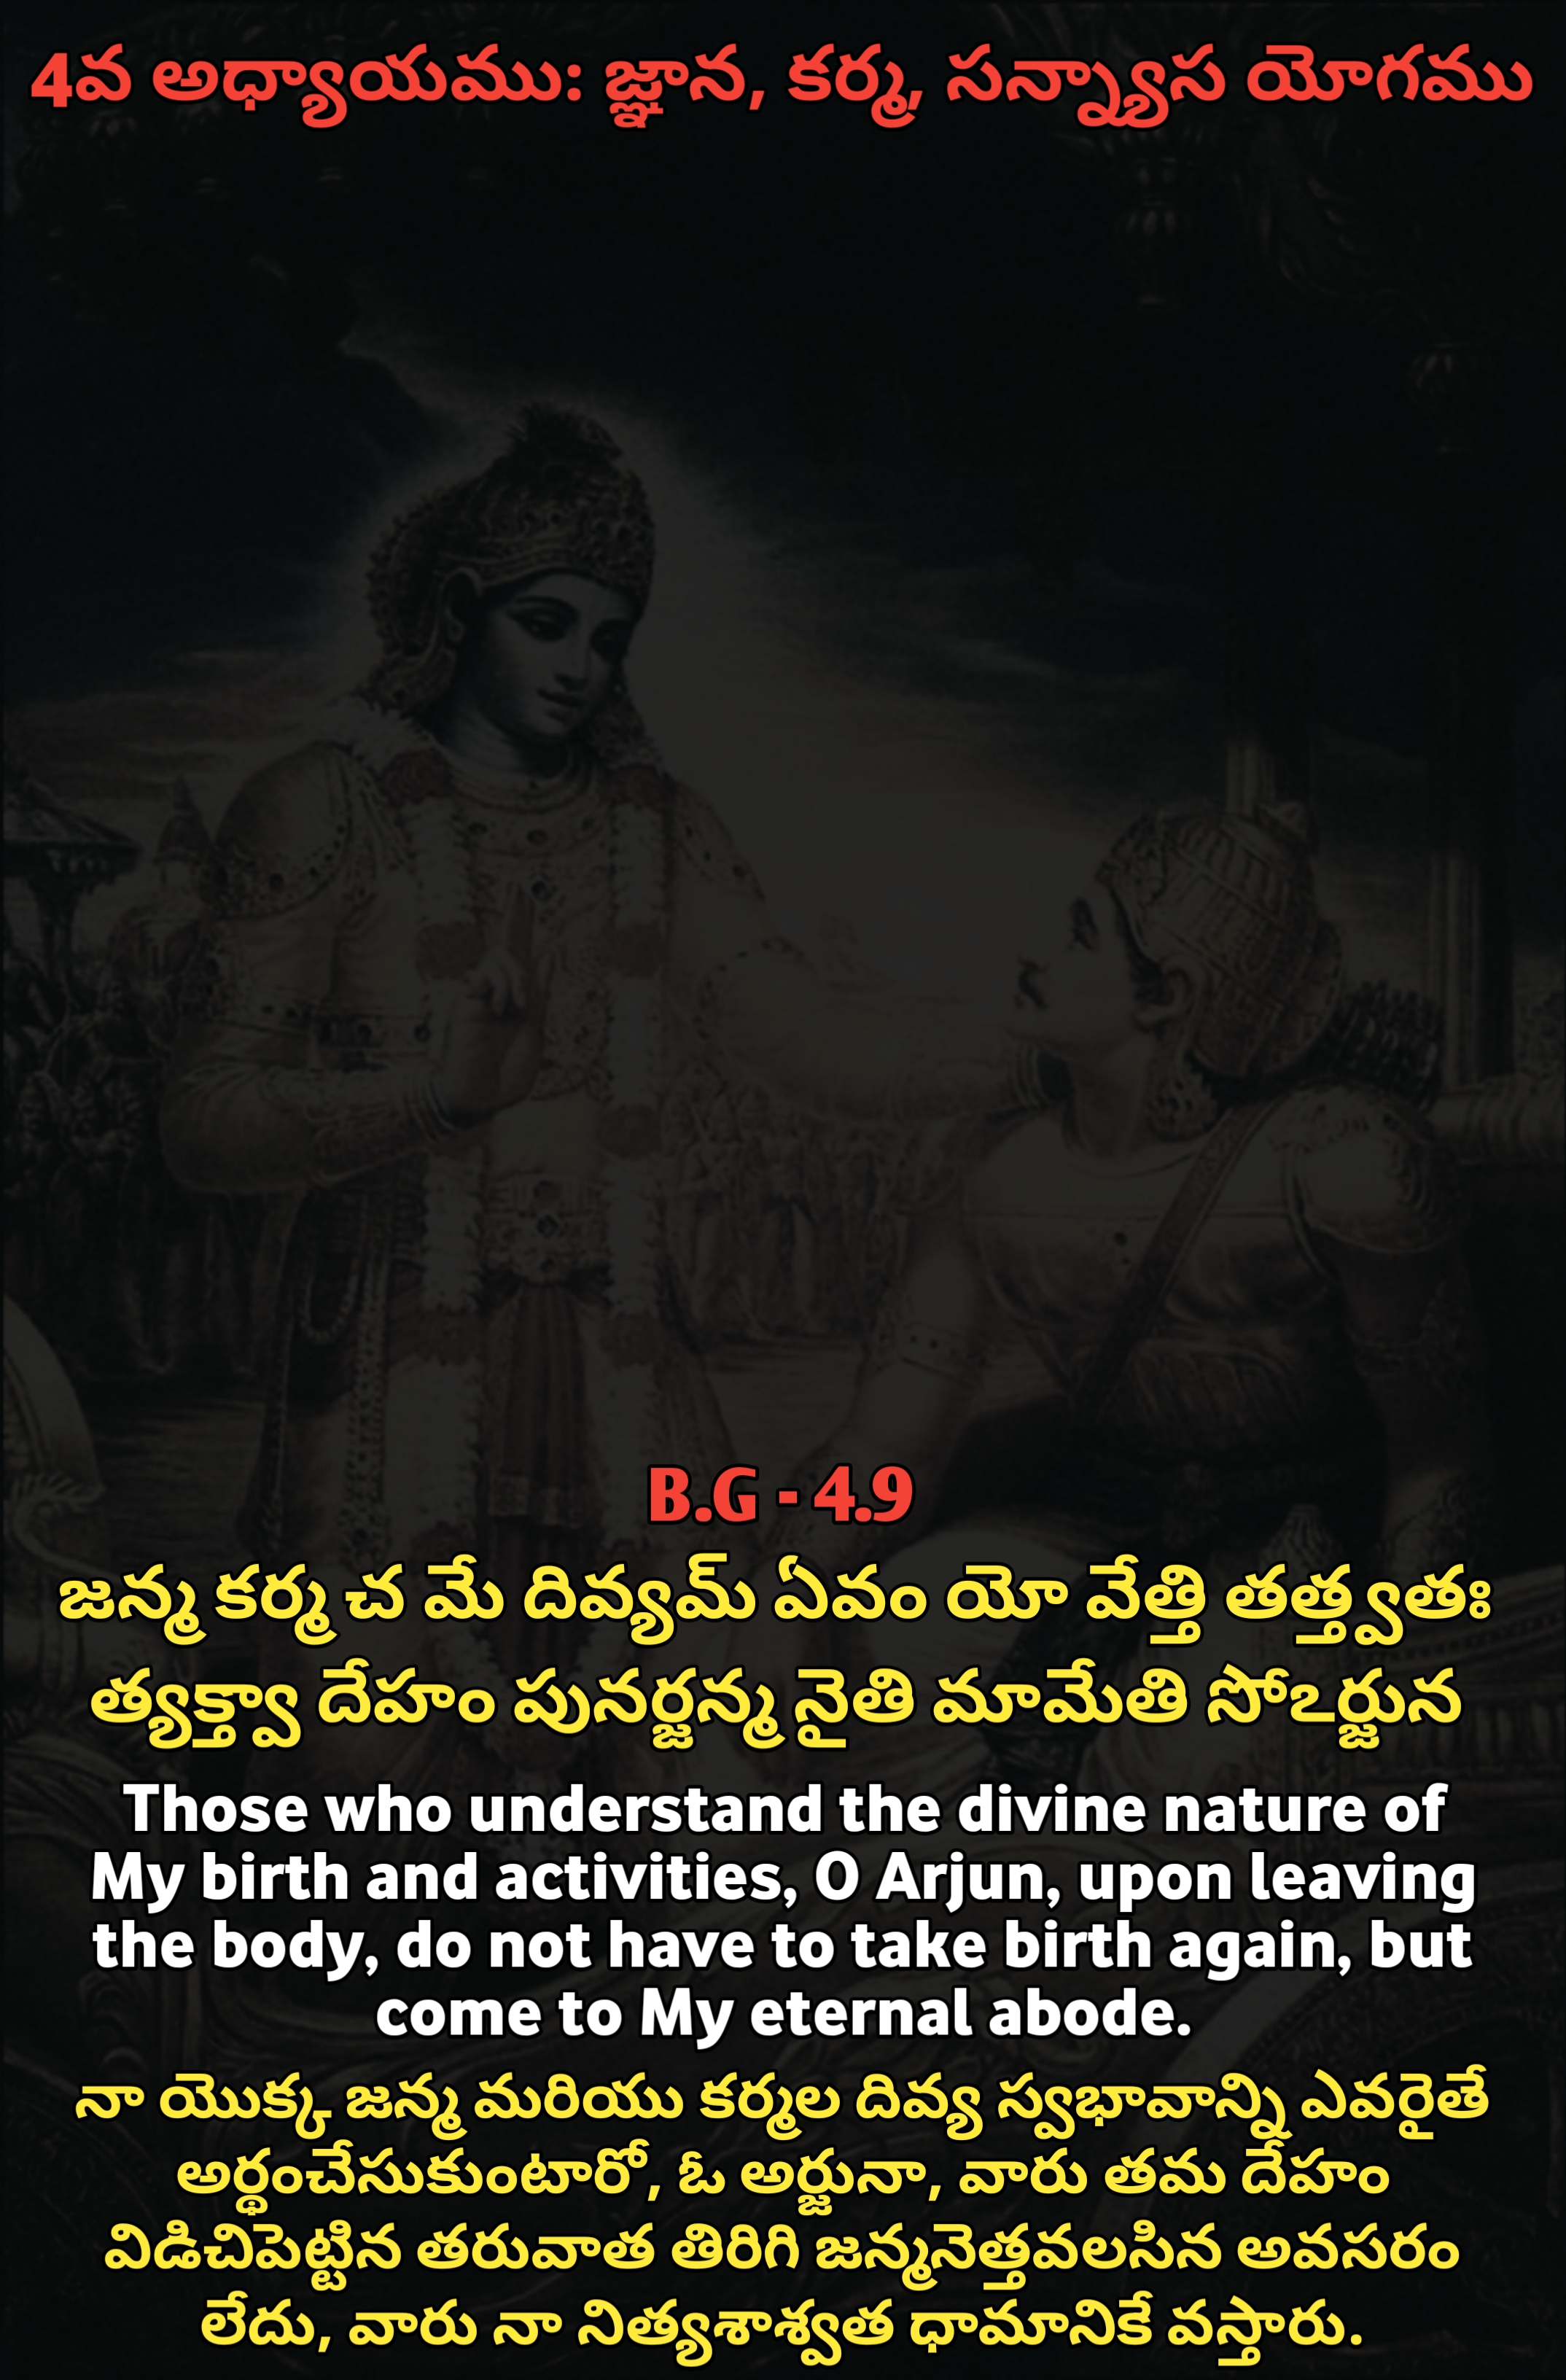 4వ అధ్యాయము: జ్ఞాన, కర్మ, సన్న్యాస యోగము
B.G - 4.9
జన్మ కర్మ చ మే దివ్యమ్ ఏవం యో వేత్తి తత్త్వతః
త్యక్త్వా దేహం పునర్జన్మ నైతి మామేతి సోఽర్జున
Those who understand the divine nature of
My birth and activities, O Arjun, upon leaving
the body, do not have to take birth again, but
come to My eternal abode.
నా యొక్క జన్మ మరియు కర్మల దివ్య స్వభావాన్ని ఎవరైతే
అర్థంచేసుకుంటారో, ఓ అర్జునా, వారు తమ దేహం
విడిచిపెట్టిన తరువాత తిరిగి జన్మనెత్తవలసిన అవసరం
లేదు, వారు నా నిత్యశాశ్వత ధామానికే వస్తారు.